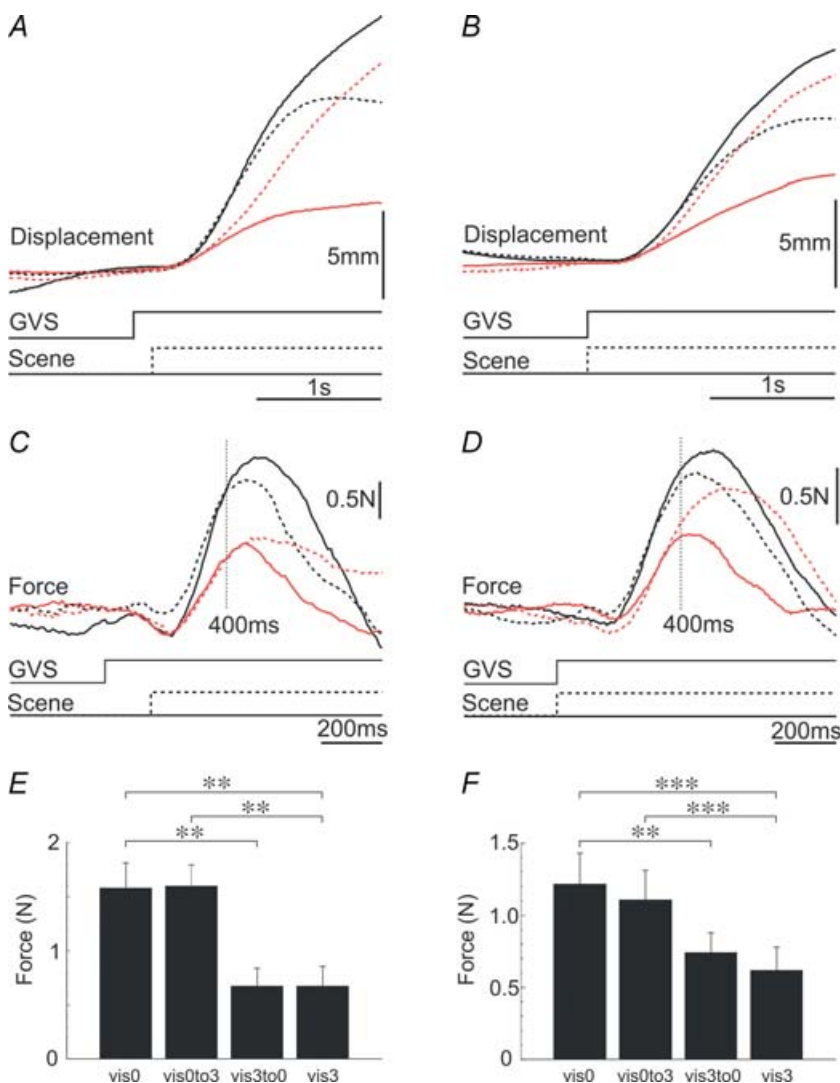 A
B
Displacement
5mm
Displacement
5mm
GVS
Scene
1s
GVS
Scene
1s
C
D
0.5N
0.5N
Force
400ms
Force
400ms
GVS
Scene
200ms
GVS
Scene
200ms
E
F
**
**
**
***
***
**
2
1
0
Force (N)
1.5
1.0
0.5
0
Force (N)
vis0 vis0to3 vis3to0 vis3
vis0 vis0to3 vis3to0 vis3